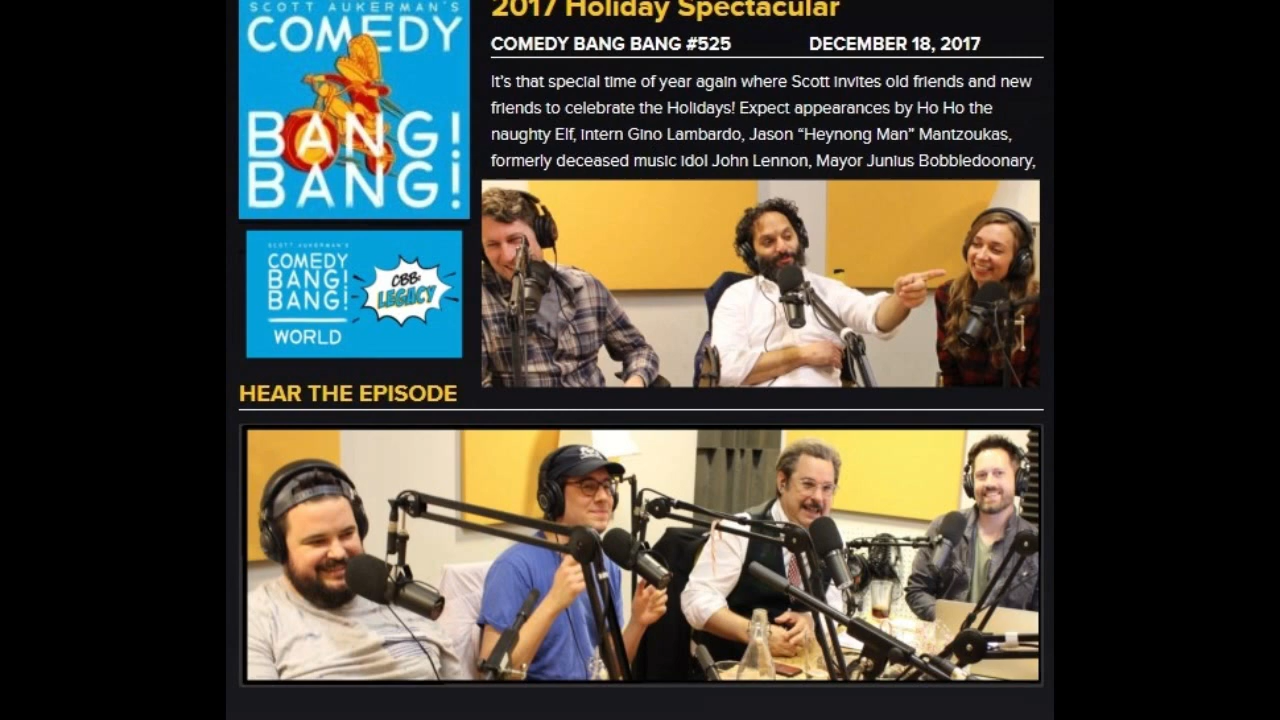 SCOTT AUKERMAN'S
COMEDY
BANG!
BANG!
2017 Holiday Spectacular
COMEDY BANG BANG #525
DECEMBER 18, 2017
It's that special time of year again where Scott invites old friends and new
friends to celebrate the Holidays! Expect appearances by Ho Ho the
naughty Elf, Intern Gino Lambardo, Jason “Heynong Man” Mantzoukas,
formerly deceased music idol John Lennon, Mayor Junius Bobbledoonary,
SCOTT AUKERMAN'S
COMEDY
BANG!
BANG!
WORLD
CBB:
LEGACY
HEAR THE EPISODE